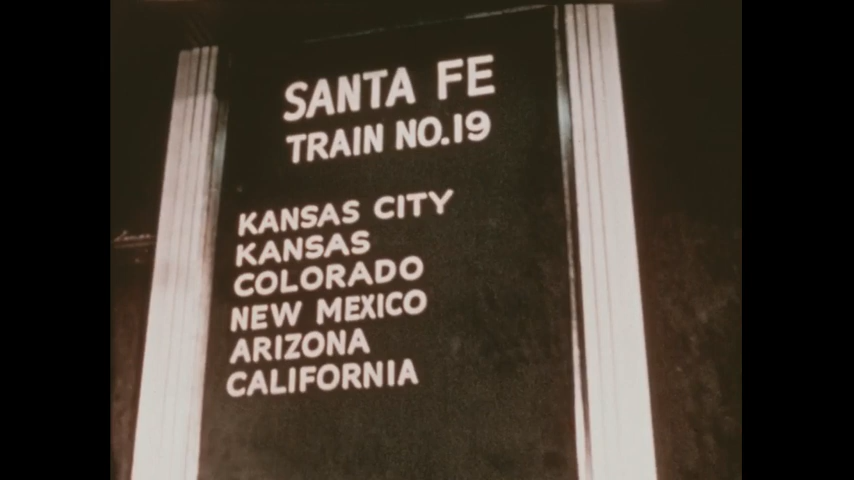 SANTA FE
TRAIN NO.19
KANSAS CITY
KANSAS
COLORADO
NEW MEXICO
ARIZONA
CALIFORNIA